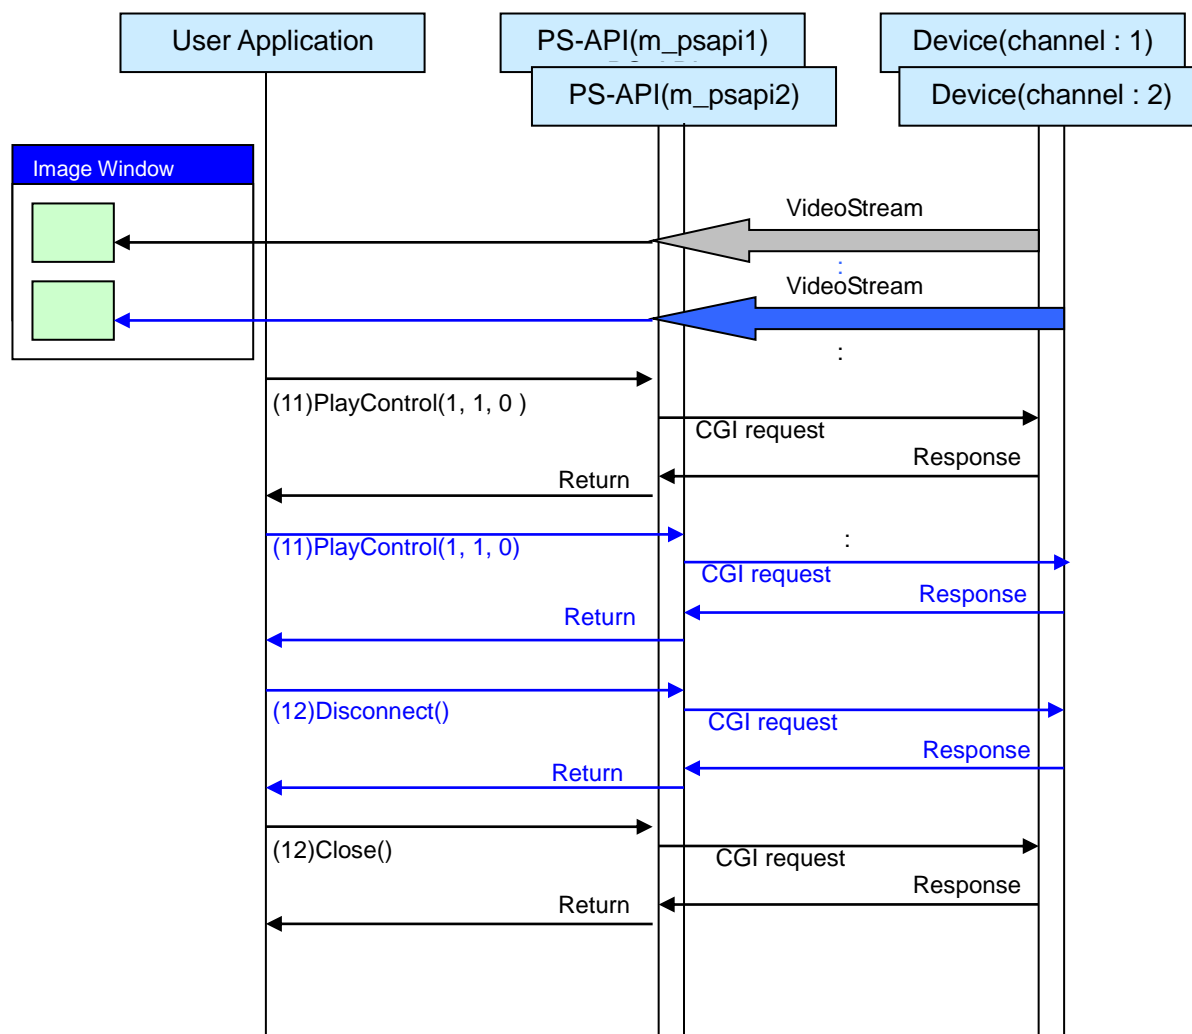 User Application
PS-API(m_psapi1)
Device(channel : 1)
PS-API(m_psapi2)
Device(channel : 2)
Image Window
VideoStream
:
VideoStream
:
(11)PlayControl(1, 1, 0 )
CGI request
Response
Return
(11)PlayControl(1, 1, 0)
:
CGI request
Response
Return
(12)Disconnect()
CGI request
Response
Return
(12)Close()
CGI request
Response
Return